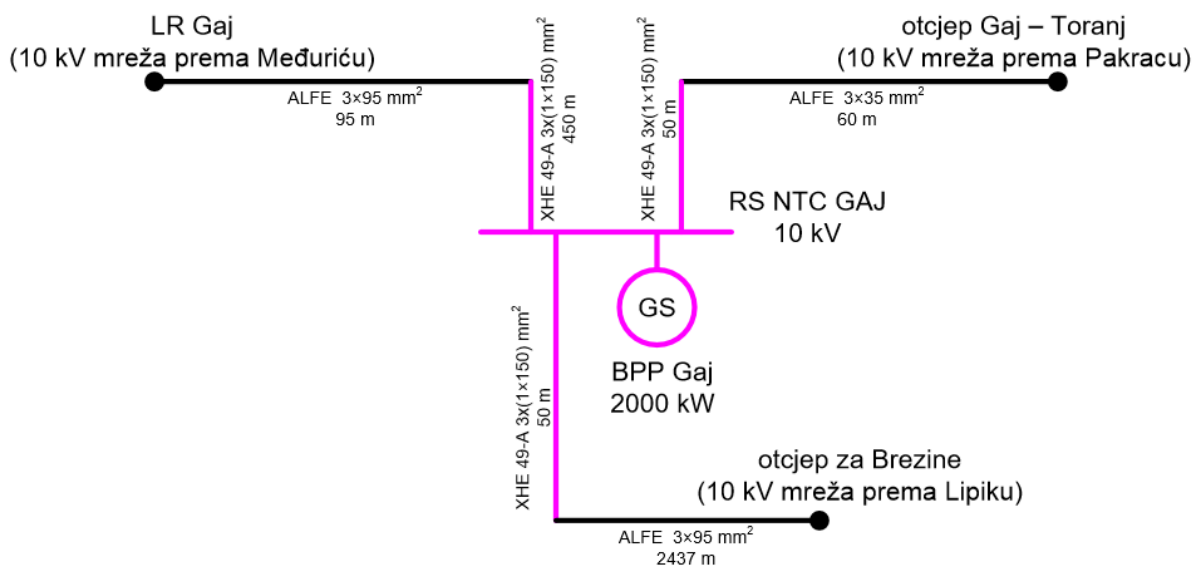 LR Gaj
(10 kV mreža prema Međuriću)
ALFE 3×95 mm²
95 m
XHE 49-A 3x(1×150) mm²
450 m
XHE 49-A 3x(1×150) mm²
50 m
otcjep Gaj – Toranj
(10 kV mreža prema Pakracu)
ALFE 3×35 mm²
60 m
RS NTC GAJ
10 kV
GS
BPP Gaj
2000 kW
XHE 49-A 3x(1×150) mm²
50 m
otcjep za Brezine
(10 kV mreža prema Lipiku)
ALFE 3×95 mm²
2437 m